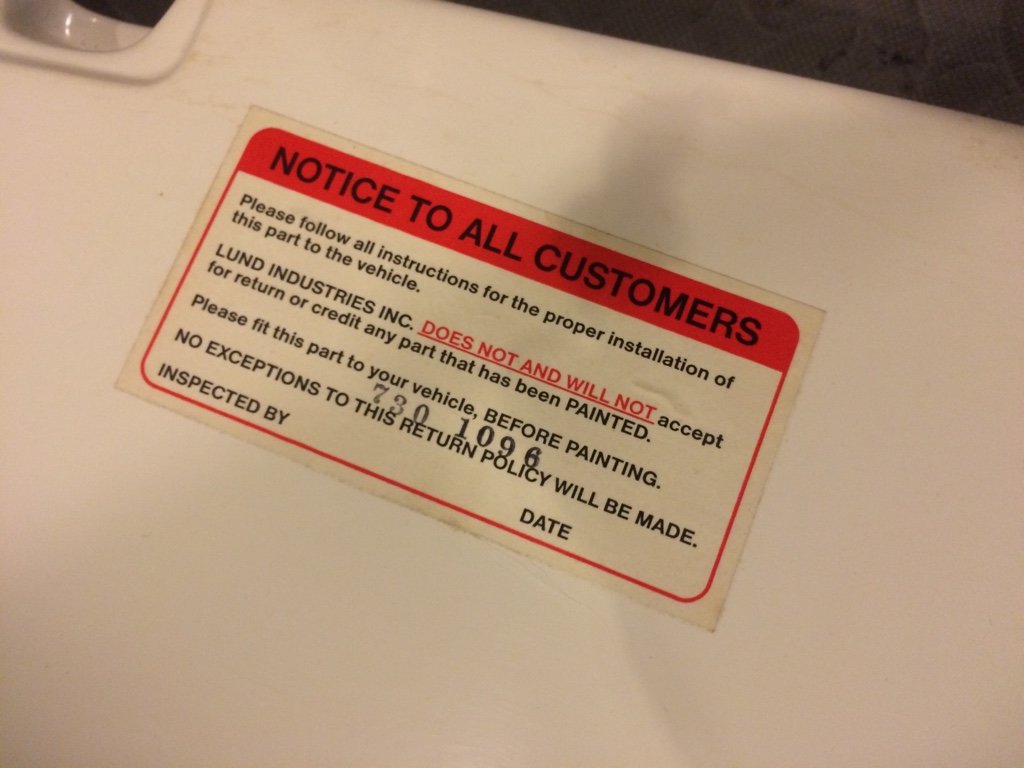 NOTICE TO ALL CUSTOMERS
Please follow all instructions for the proper installation of
this part to the vehicle.
LUND INDUSTRIES INC. DOES NOT AND WILL NOT accept
for return or credit any part that has been PAINTED.
Please fit this part to your vehicle, BEFORE PAINTING.
730 1096
NO EXCEPTIONS TO THIS RETURN POLICY WILL BE MADE.
INSPECTED BY DATE